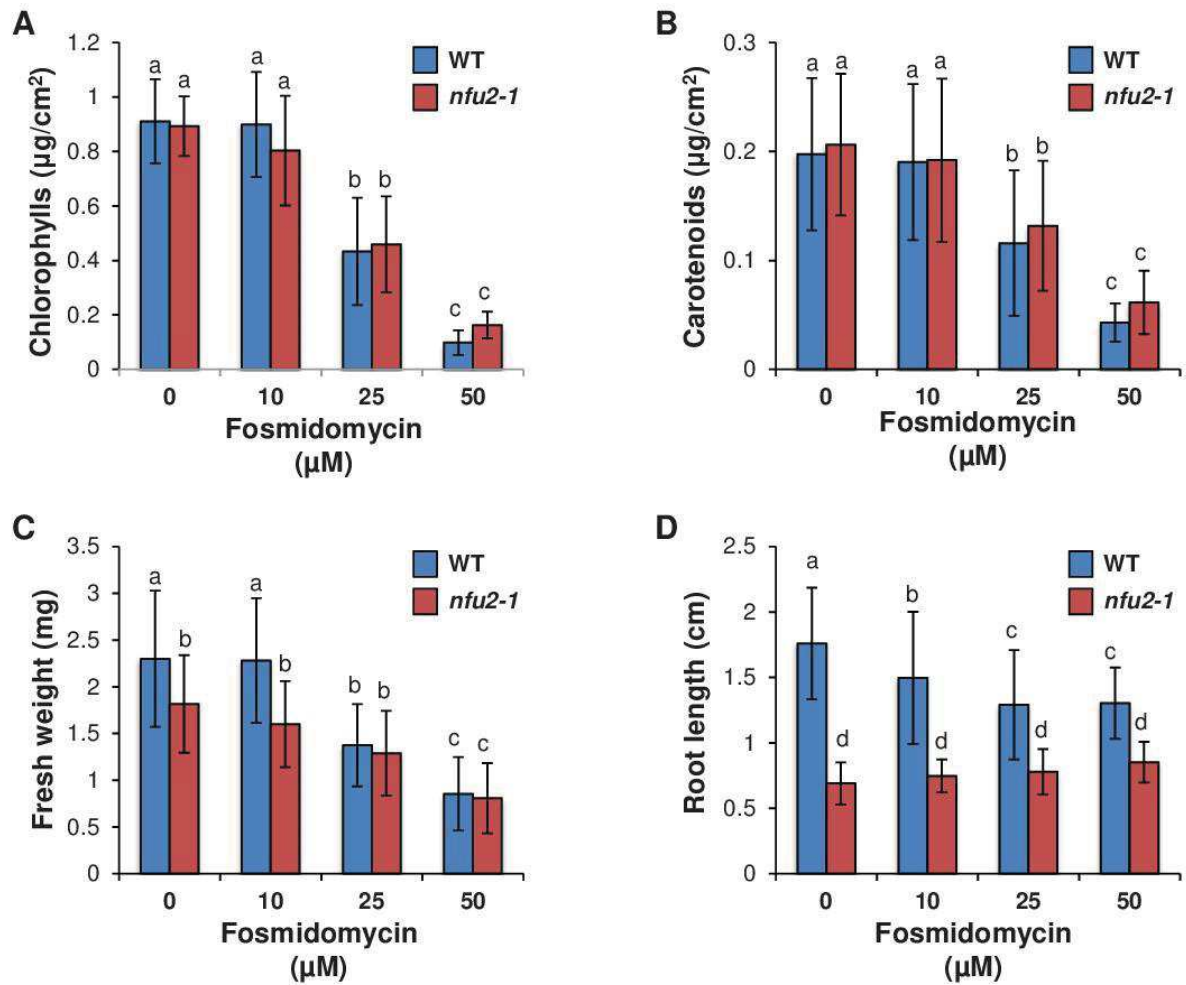 A
Chlorophylls (µg/cm²)
1.2
1
0.8
0.6
0.4
0.2
0
a
a
a
a
b
b
c
c
WT
nfu2-1
0
10
25
50
Fosmidomycin
(µM)
B
Carotenoids (µg/cm²)
0.3
0.2
0.1
0
a
a
a
a
b
b
c
c
WT
nfu2-1
0
10
25
50
Fosmidomycin
(µM)
C
Fresh weight (mg)
3.5
3
2.5
2
1.5
1
0.5
0
a
b
a
b
b
b
c
c
WT
nfu2-1
0
10
25
50
Fosmidomycin
(µM)
D
Root length (cm)
2.5
2
1.5
1
0.5
0
a
d
b
d
c
d
c
d
WT
nfu2-1
0
10
25
50
Fosmidomycin
(µM)